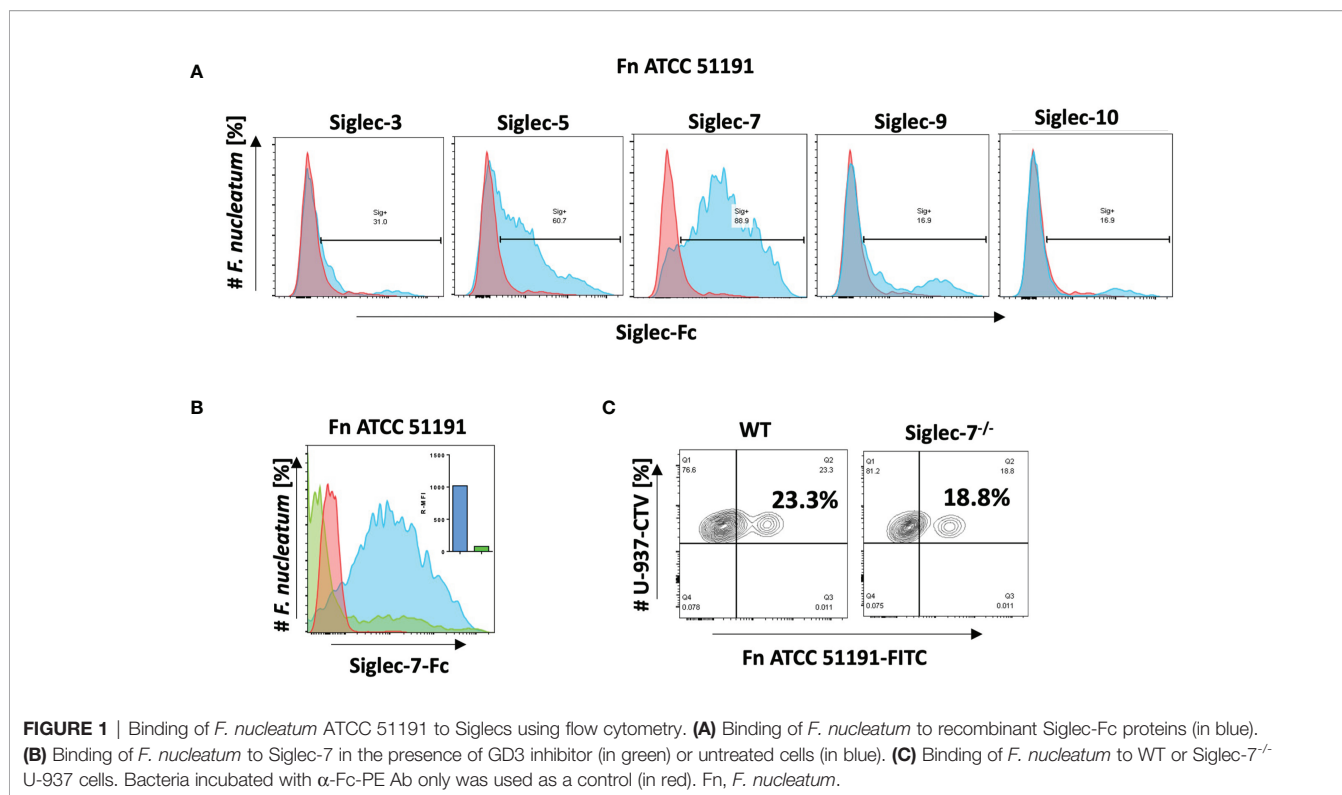 A
Fn ATCC 51191
Siglec-3
Siglec-5
Siglec-7
Siglec-9
Siglec-10
# F. nucleatum [%]
Sig+
31.0
Sig+
60.7
Sig+
88.9
Sig+
16.9
Sig+
16.9
Siglec-Fc
B
Fn ATCC 51191
# F. nucleatum [%]
R-MFI
1500
1000
500
0
Siglec-7-Fc
C
WT
Siglec-7-/-
# U-937-CTV [%]
Q1
76.6
Q2
23.3
23.3%
Q4
0.078
Q3
0.011
Q1
81.2
Q2
18.8
18.8%
Q4
0.075
Q3
0.011
Fn ATCC 51191-FITC
FIGURE 1 | Binding of F. nucleatum ATCC 51191 to Siglecs using flow cytometry. (A) Binding of F. nucleatum to recombinant Siglec-Fc proteins (in blue).
(B) Binding of F. nucleatum to Siglec-7 in the presence of GD3 inhibitor (in green) or untreated cells (in blue). (C) Binding of F. nucleatum to WT or Siglec-7-/-
U-937 cells. Bacteria incubated with α-Fc-PE Ab only was used as a control (in red). Fn, F. nucleatum.